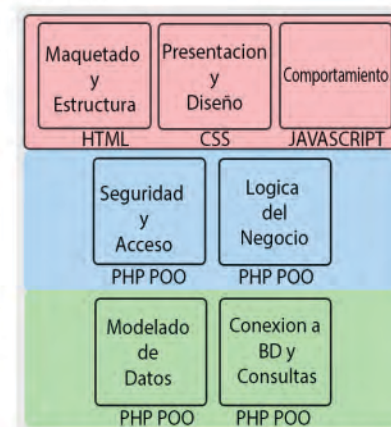 Maquetado
y
Estructura
Presentacion
y
Diseño
Comportamiento
HTML
CSS
JAVASCRIPT
Seguridad
y
Acceso
Logica
del
Negocio
PHP POO
PHP POO
Modelado
de
Datos
Conexion a
BD y
Consultas
PHP POO
PHP POO